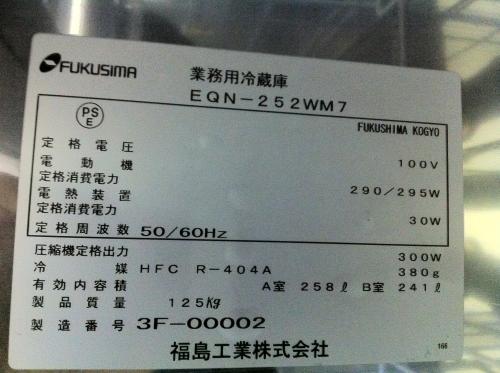 FUKUSIMA
業務用冷蔵庫
EQN-252WM7
PS
E
FUKUSHIMA KOGYO
定格電圧 100V
電動機
定格消費電力 290/295W
電熱装置
定格消費電力 30W
定格周波数 50/60Hz
圧縮機定格出力 300W
冷媒 HFC R-404A 380g
有効内容積 A室 258ℓ B室 241ℓ
製品質量 125Kg
製造番号 3F-00002
福島工業株式会社
166